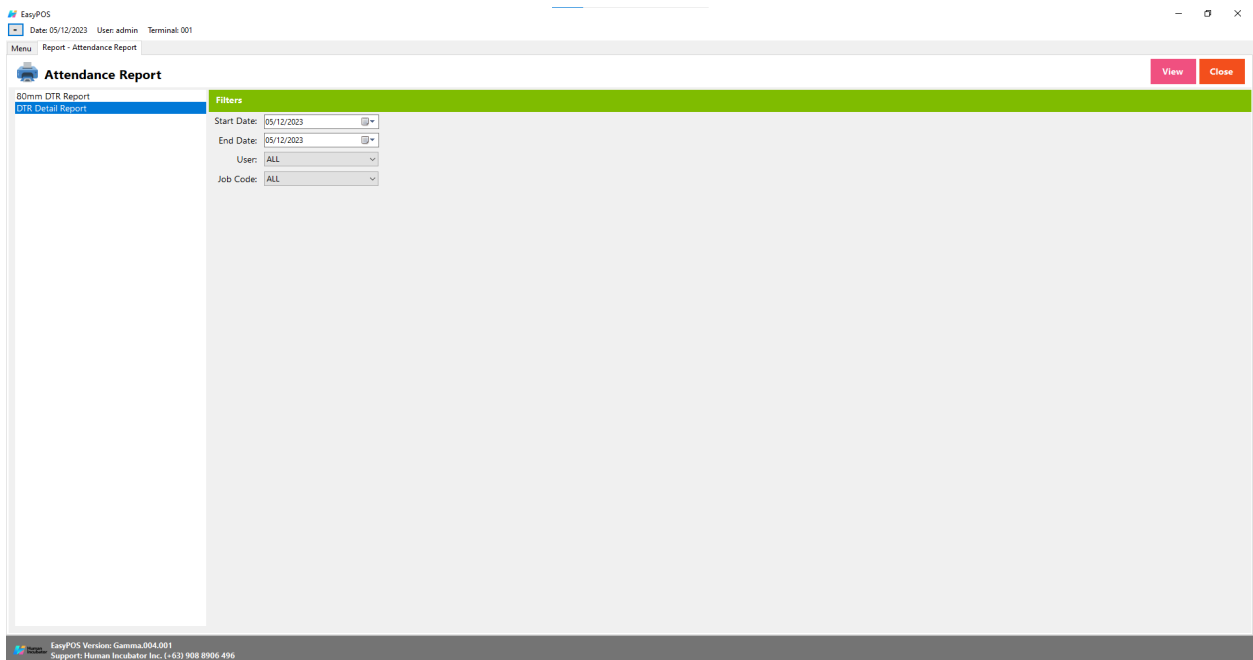 EasyPOS
Date: 05/12/2023 User: admin Terminal: 001
Menu Report - Attendance Report
Attendance Report View Close
80mm DTR Report
DTR Detail Report
Filters
Start Date: 05/12/2023
End Date: 05/12/2023
User: ALL
Job Code: ALL
Human
Incubator
EasyPOS Version: Gamma.004.001
Support: Human Incubator Inc. (+63) 908 8906 496